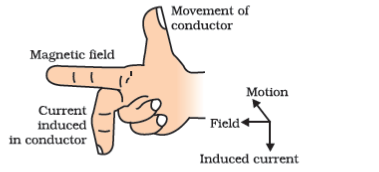 Movement of
conductor
Magnetic field
Current
induced
in conductor
Motion
Field
Induced current